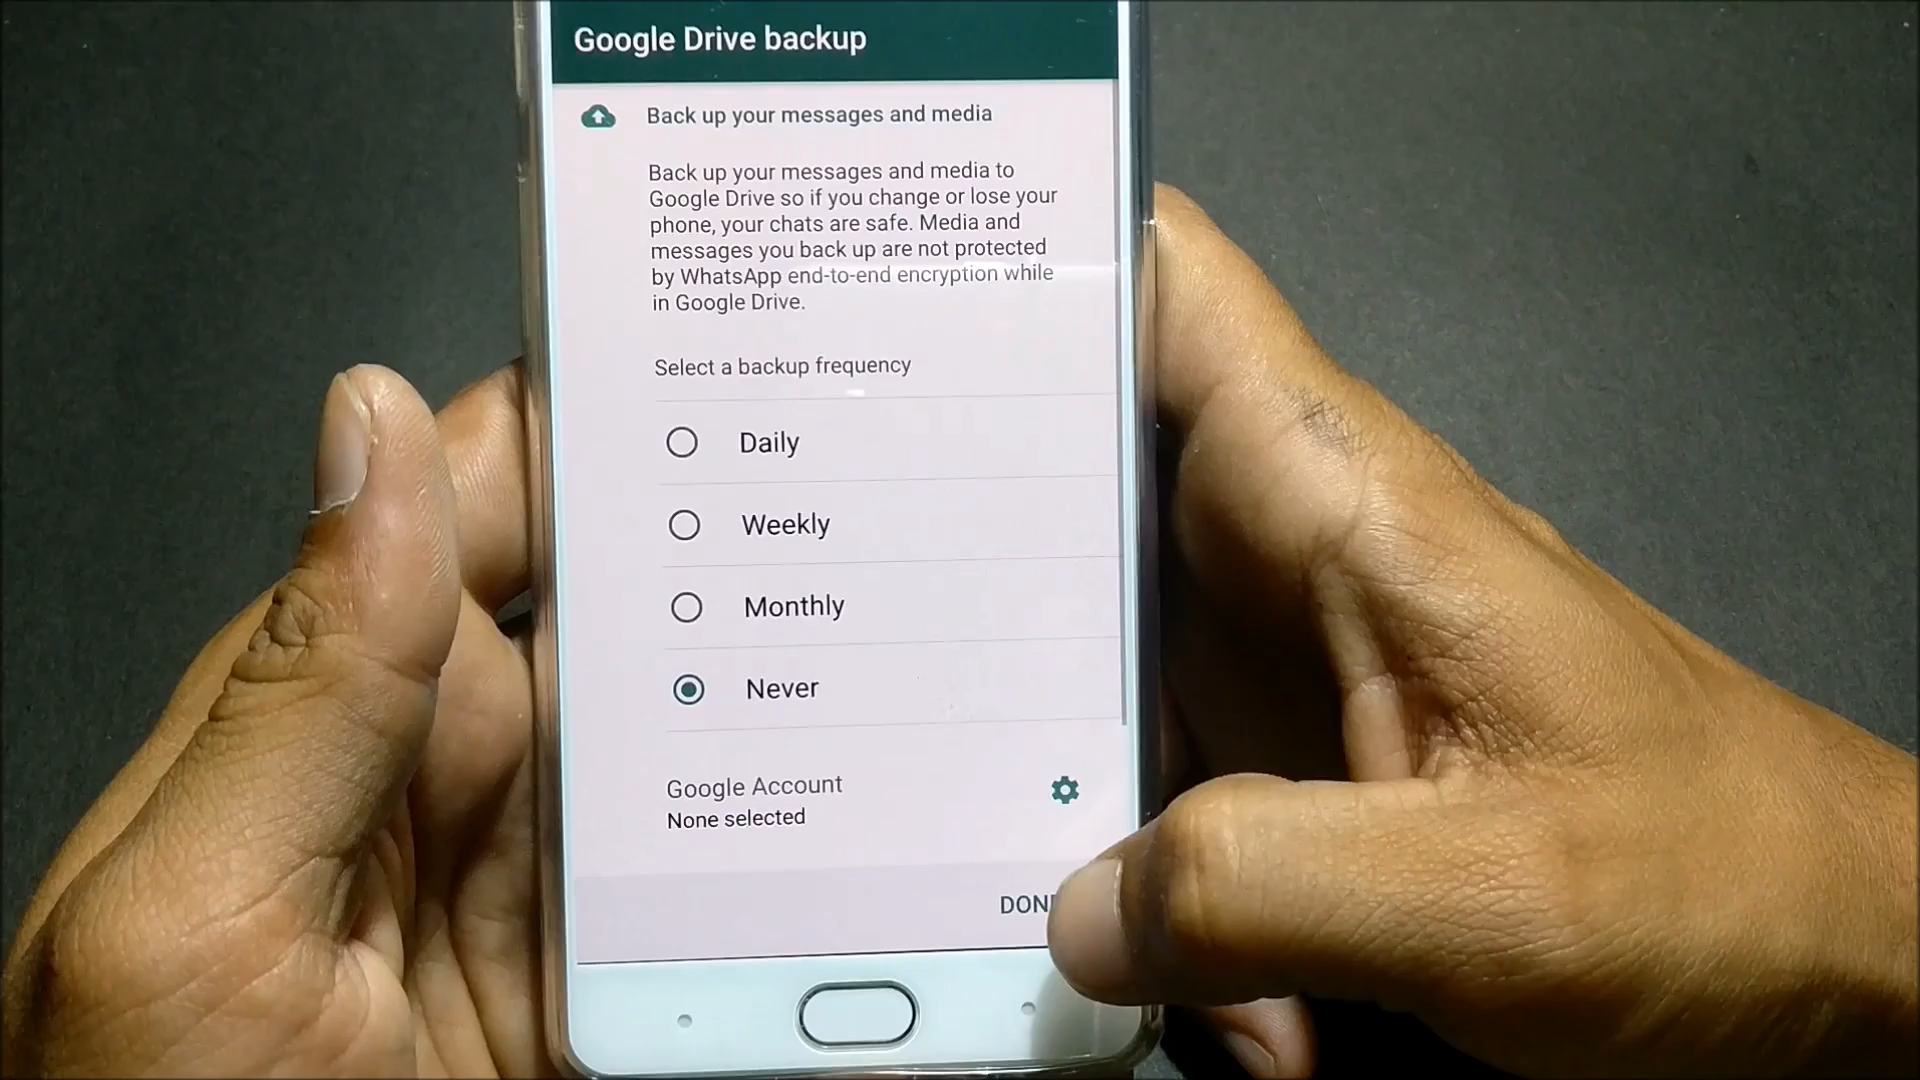 Google Drive backup
Back up your messages and media
Back up your messages and media to
Google Drive so if you change or lose your
phone, your chats are safe. Media and
messages you back up are not protected
by WhatsApp end-to-end encryption while
in Google Drive.
Select a backup frequency
Daily
Weekly
Monthly
Never
Google Account
None selected
DON